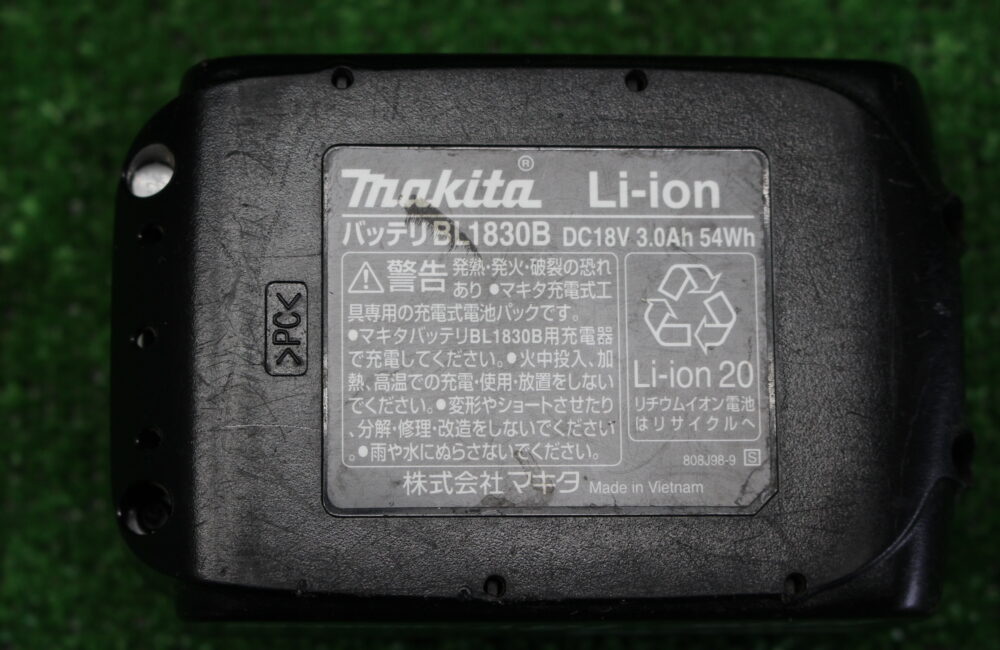 makita® Li-ion
バッテリBL1830B DC18V 3.0Ah 54Wh
警告 発熱・発火・破裂の恐れ
あり ●マキタ充電式工
具専用の充電式電池パックです。
●マキタバッテリBL1830B用充電器
で充電してください。●火中投入、加
熱、高温での充電・使用・放置をしない
でください。●変形やショートさせたり
、分解・修理・改造をしないでください
。●雨や水にぬらさないでください。
Li-ion 20
リチウムイオン電池
はリサイクルへ
808J98-9 S
株式会社マキタ Made in Vietnam
>PC<